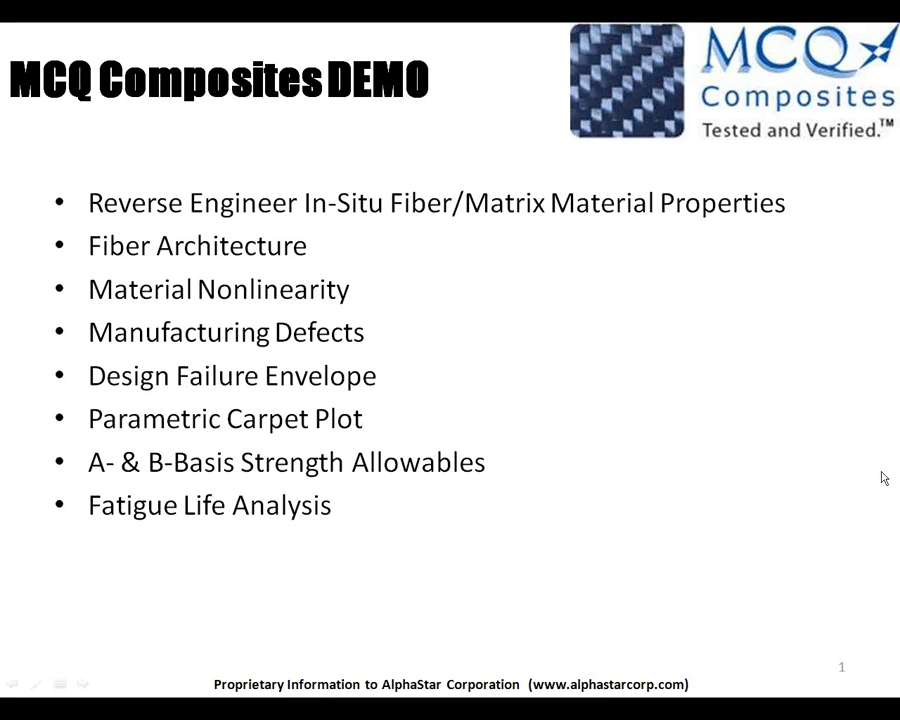 MCQ Composites DEMO
MCQ
Composites
Tested and Verified.™
• Reverse Engineer In-Situ Fiber/Matrix Material Properties
• Fiber Architecture
• Material Nonlinearity
• Manufacturing Defects
• Design Failure Envelope
• Parametric Carpet Plot
• A- & B-Basis Strength Allowables
• Fatigue Life Analysis
1
Proprietary Information to AlphaStar Corporation (www.alphastarcorp.com)